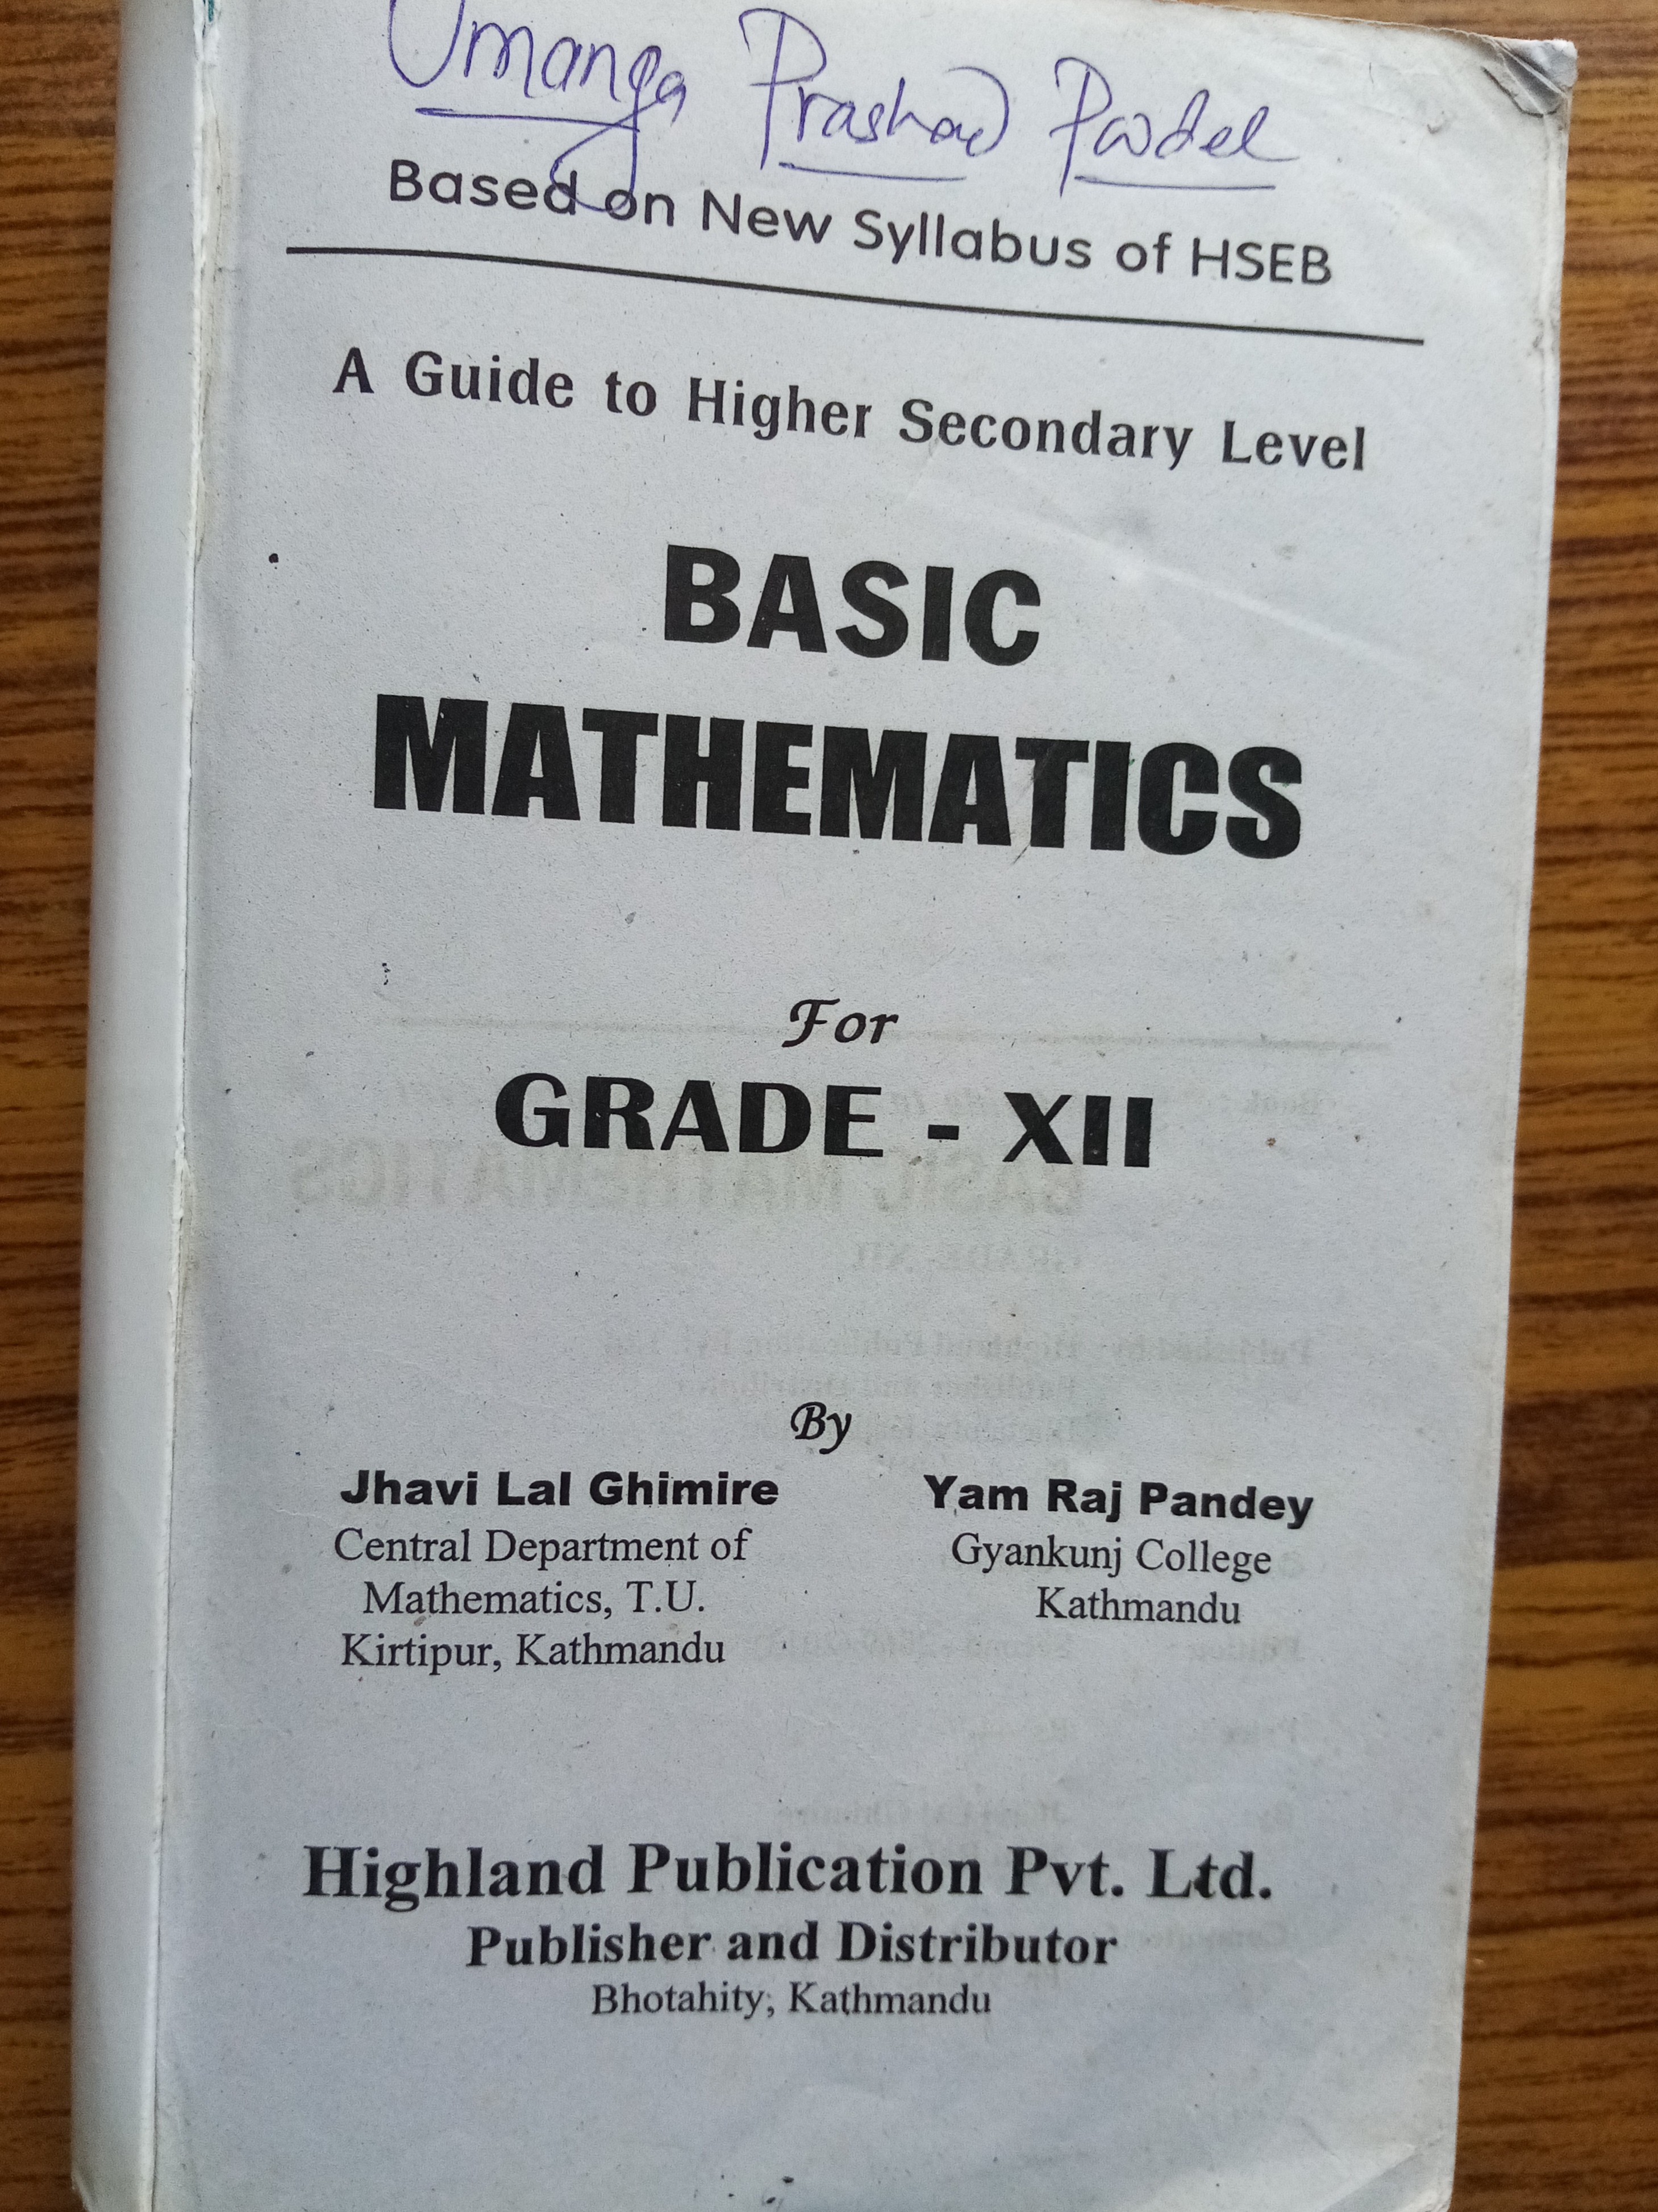 Umanga Prashad Paudel
Based on New Syllabus of HSEB
A Guide to Higher Secondary Level
BASIC
MATHEMATICS
For
GRADE - XII
By
Jhavi Lal Ghimire
Central Department of
Mathematics, T.U.
Kirtipur, Kathmandu
Yam Raj Pandey
Gyankunj College
Kathmandu
Highland Publication Pvt. Ltd.
Publisher and Distributor
Bhotahity, Kathmandu